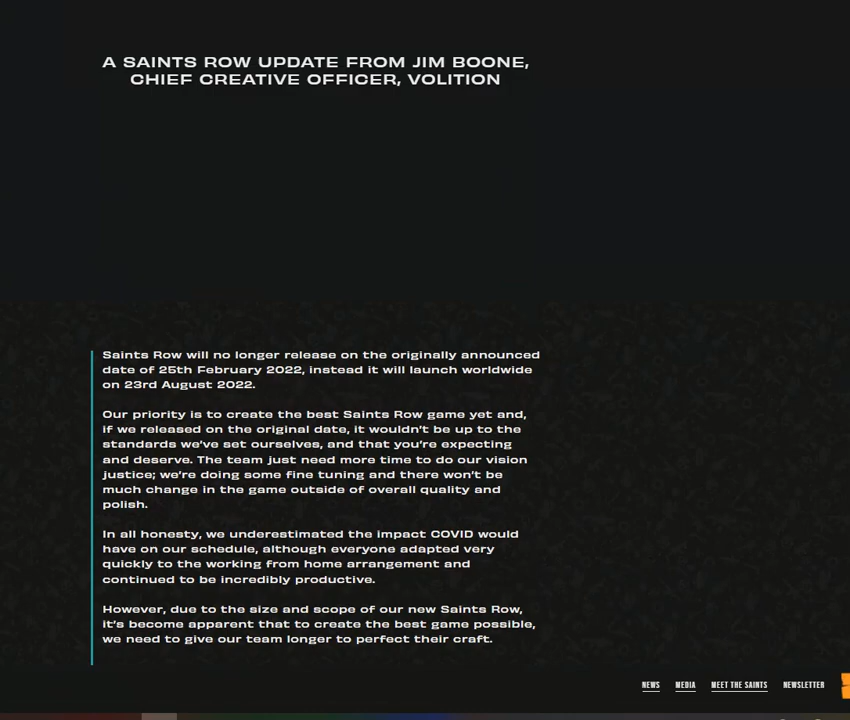 A SAINTS ROW UPDATE FROM JIM BOONE,
CHIEF CREATIVE OFFICER, VOLITION
Saints Row will no longer release on the originally announced
date of 25th February 2022, instead it will launch worldwide
on 23rd August 2022.
Our priority is to create the best Saints Row game yet and,
if we released on the original date, it wouldn't be up to the
standards we've set ourselves, and that you're expecting
and deserve. The team just need more time to do our vision
justice; we're doing some fine tuning and there won't be
much change in the game outside of overall quality and
polish.
In all honesty, we underestimated the impact COVID would
have on our schedule, although everyone adapted very
quickly to the working from home arrangement and
continued to be incredibly productive.
However, due to the size and scope of our new Saints Row,
it's become apparent that to create the best game possible,
we need to give our team longer to perfect their craft.
NEWS MEDIA MEET THE SAINTS NEWSLETTER